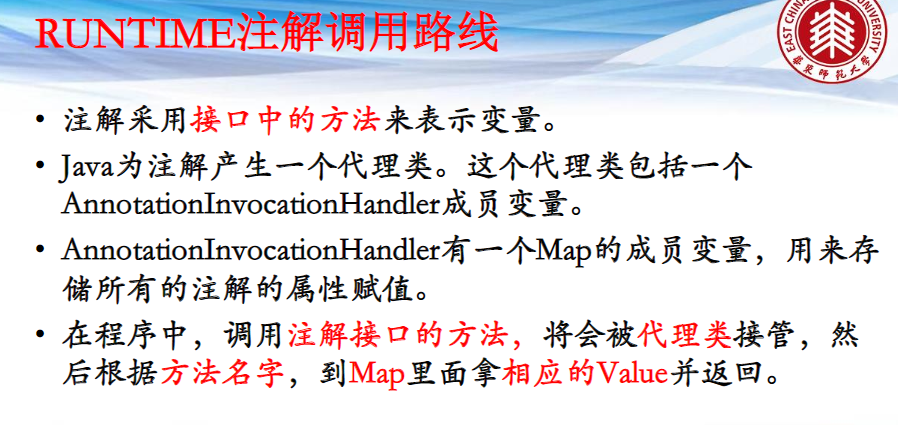 RUNTIME注解调用路线
EAST CHINA NORMAL UNIVERSITY
华东师范大学
• 注解采用接口中的方法来表示变量。
• Java为注解产生一个代理类。这个代理类包括一个
AnnotationInvocationHandler成员变量。
• AnnotationInvocationHandler有一个Map的成员变量，用来存
储所有的注解的属性赋值。
• 在程序中，调用注解接口的方法，将会被代理类接管，然
后根据方法名字，到Map里面拿相应的Value并返回。